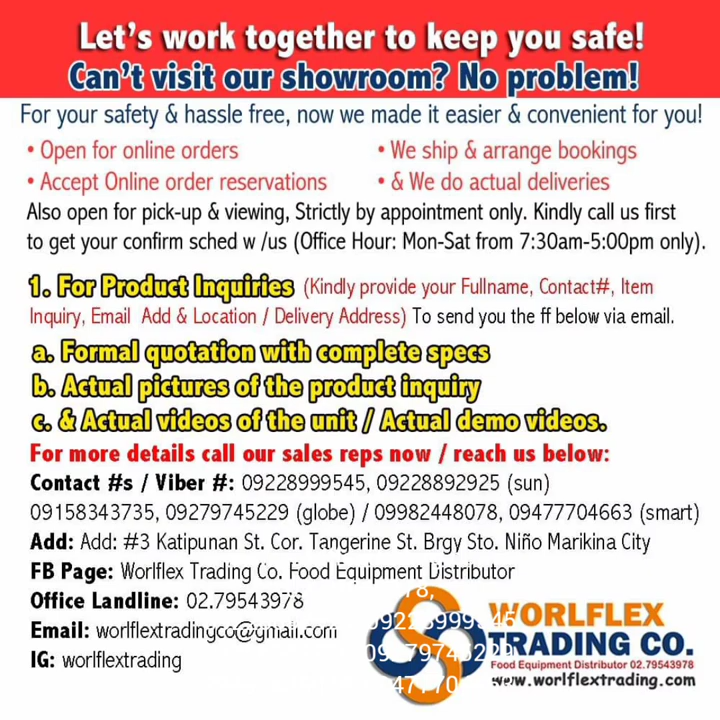 Let's work together to keep you safe!
Can't visit our showroom? No problem!
For your safety & hassle free, now we made it easier & convenient for you!
• Open for online orders
• We ship & arrange bookings
• Accept Online order reservations
• & We do actual deliveries
Also open for pick-up & viewing, Strictly by appointment only. Kindly call us first
to get your confirm sched w /us (Office Hour: Mon-Sat from 7:30am-5:00pm only).
1. For Product Inquiries (Kindly provide your Fullname, Contact#, Item
Inquiry, Email Add & Location / Delivery Address) To send you the ff below via email.
a. Formal quotation with complete specs
b. Actual pictures of the product inquiry
c. & Actual videos of the unit / Actual demo videos.
For more details call our sales reps now / reach us below:
Contact #s / Viber #: 09228999545, 09228892925 (sun)
09158343735, 09279745229 (globe) / 09982448078, 09477704663 (smart)
Add: Add: #3 Katipunan St. Cor. Tangerine St. Brgy Sto. Niño Marikina City
FB Page: Worlflex Trading Co. Food Equipment Distributor
Office Landline: 02.79543978
Email: worlflextradingco@gmail.com
IG: worlflextrading
WORLFLEX
TRADING CO.
Food Equipment Distributor 02.79543978
www.worlflextrading.com